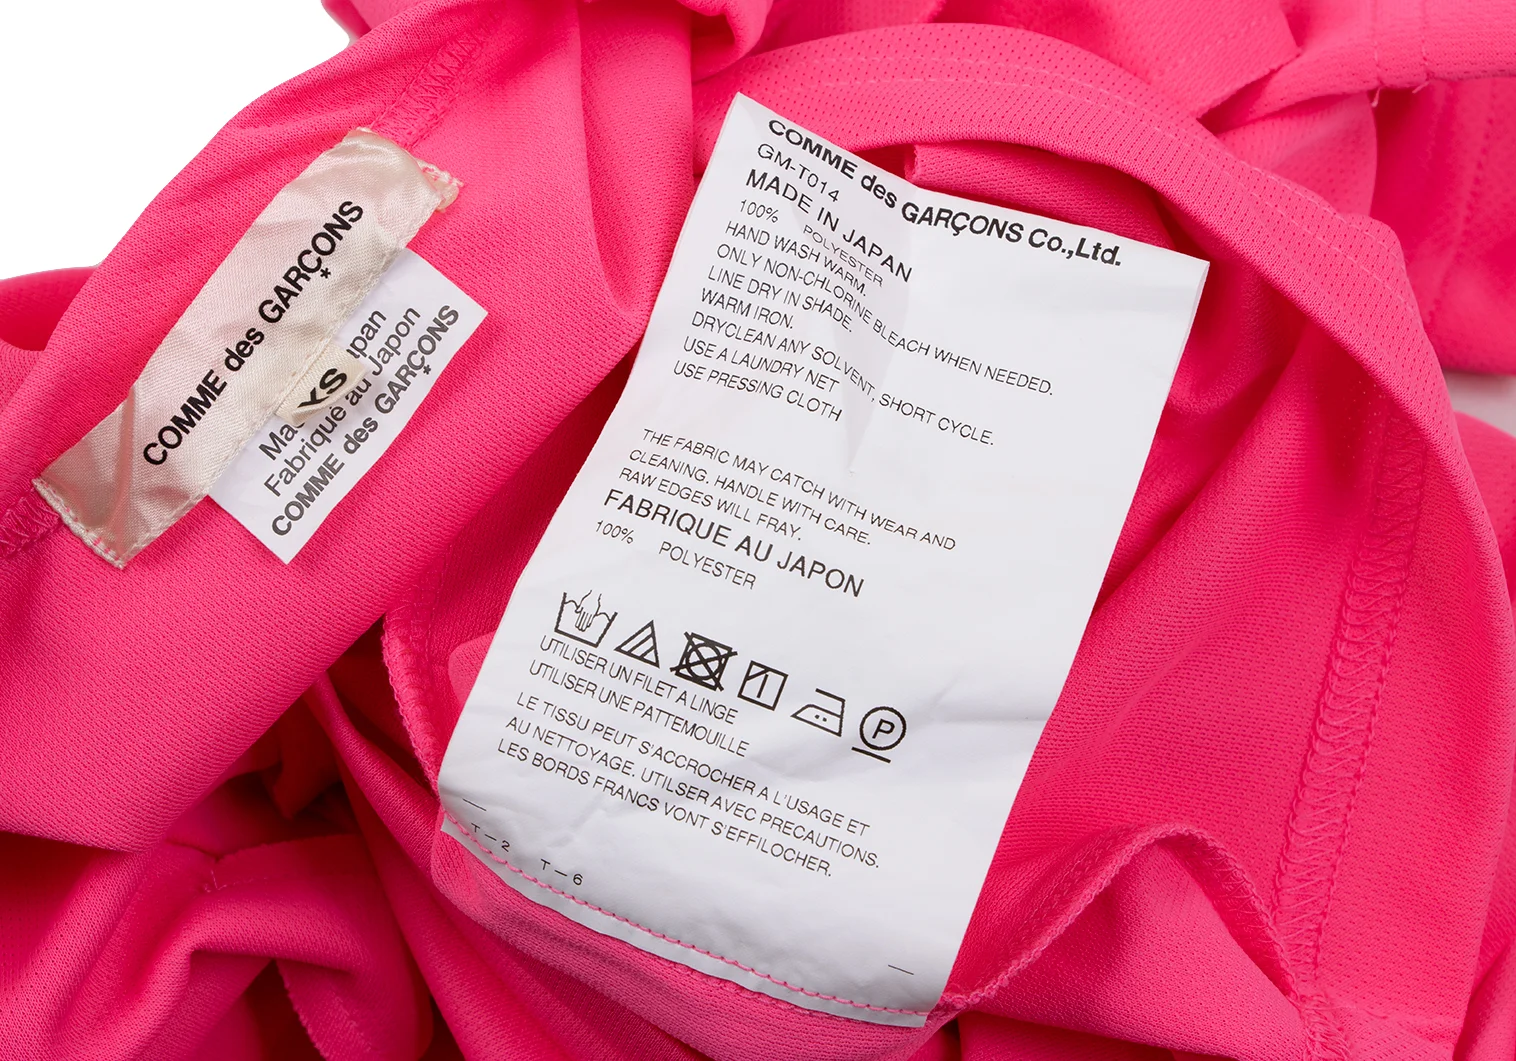 COMME des GARÇONS
*
XS
pan
Fabriqué au Japon
COMME des GARÇONS
*
COMME des GARÇONS Co.,Ltd.
GM-T014
MADE IN JAPAN
100% POLYESTER
HAND WASH WARM.
ONLY NON-CHLORINE BLEACH WHEN NEEDED.
LINE DRY IN SHADE.
WARM IRON.
DRYCLEAN ANY SOLVENT, SHORT CYCLE.
USE A LAUNDRY NET
USE PRESSING CLOTH
THE FABRIC MAY CATCH WITH WEAR AND
CLEANING. HANDLE WITH CARE.
RAW EDGES WILL FRAY.
FABRIQUE AU JAPON
100% POLYESTER
P
UTILISER UN FILET A LINGE
UTILISER UNE PATTEMOUILLE
LE TISSU PEUT S'ACCROCHER A L'USAGE ET
AU NETTOYAGE. UTILSER AVEC PRECAUTIONS.
LES BORDS FRANCS VONT S'EFFILOCHER.
T-2 T-6